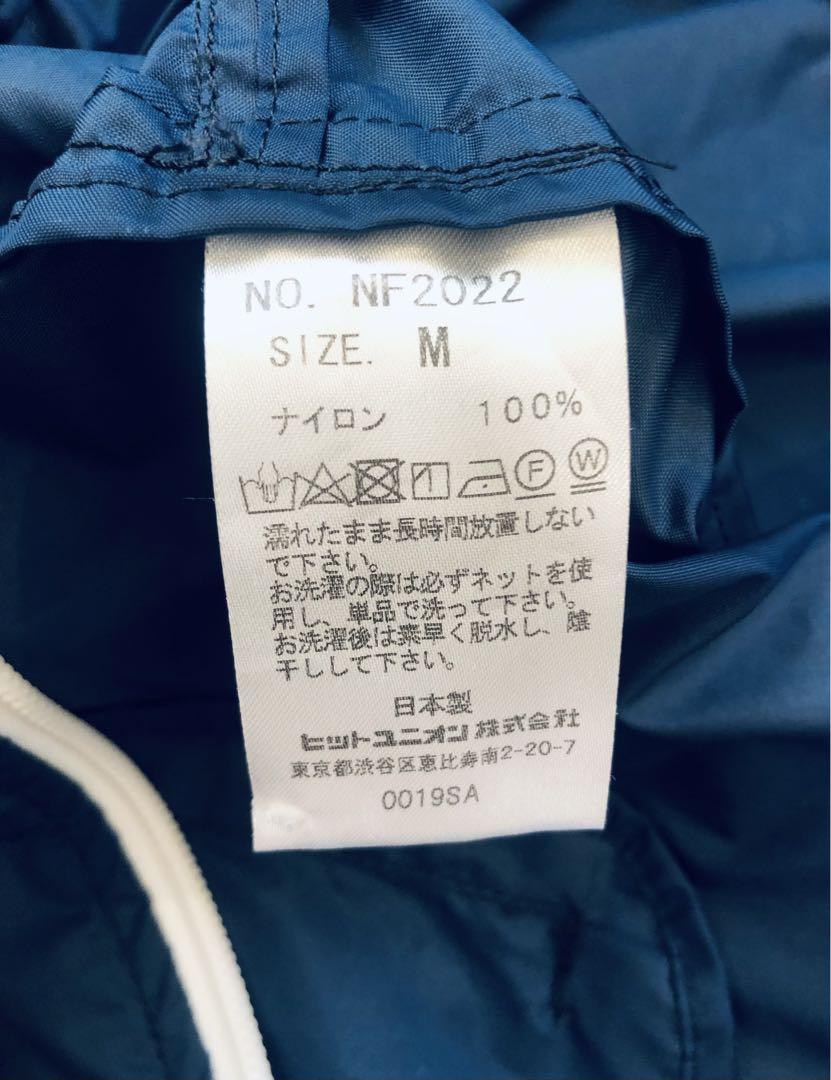 NO. NF2022
SIZE. M
ナイロン 100%
F W
濡れたまま長時間放置しない
で下さい。
お洗濯の際は必ずネットを使
用し、単品で洗って下さい。
お洗濯後は素早く脱水し、陰
干しして下さい。
日本製
ヒットユニオン株式会社
東京都渋谷区恵比寿南2-20-7
0019SA